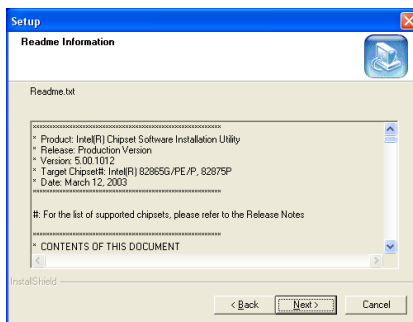 Setup
Readme Information
Readme.txt
************************************************************
* Product: Intel(R) Chipset Software Installation Utility
* Release: Production Version
* Version: 5.00.1012
* Target Chipset#: Intel(R) 82865G/PE/P, 82875P
* Date: March 12, 2003
************************************************************
#: For the list of supported chipsets, please refer to the Release Notes
************************************************************
* CONTENTS OF THIS DOCUMENT
InstallShield
< Back
Next >
Cancel